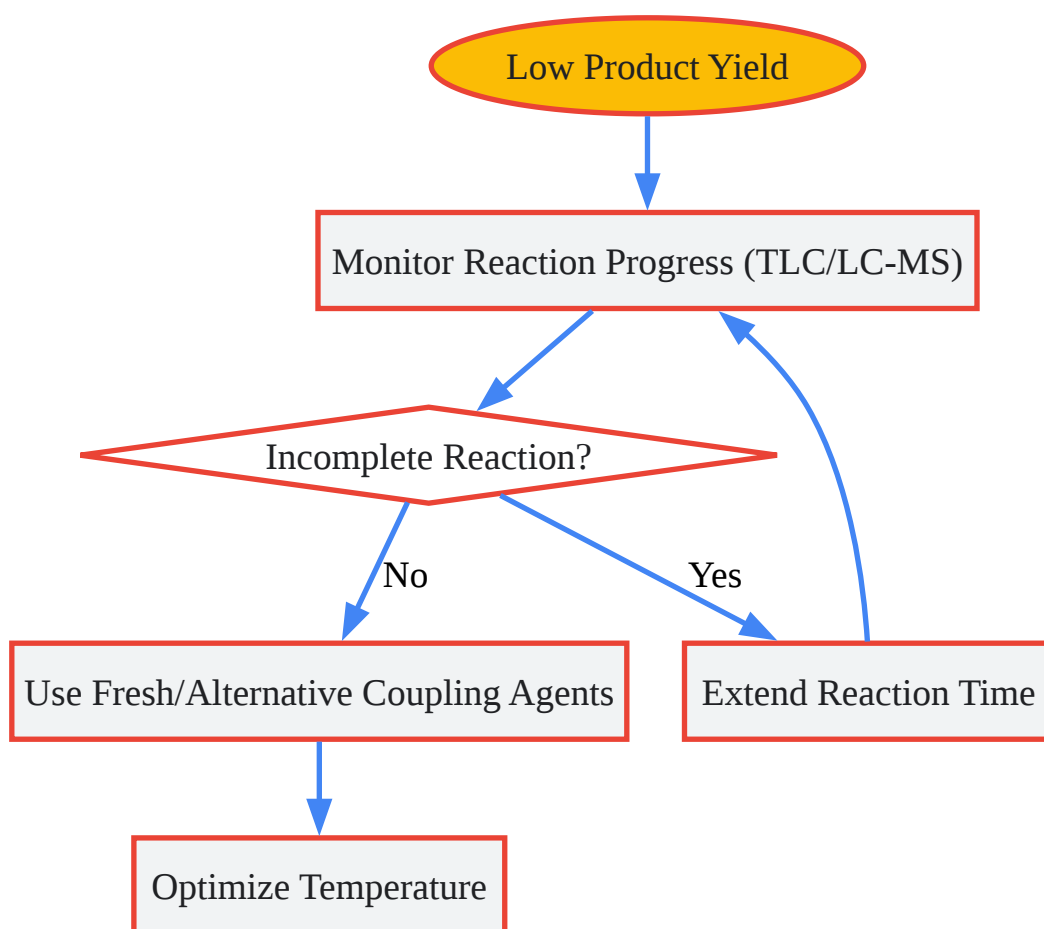 Low Product Yield
Monitor Reaction Progress (TLC/LC-MS)
Incomplete Reaction?
No
Yes
Use Fresh/Alternative Coupling Agents
Extend Reaction Time
Optimize Temperature